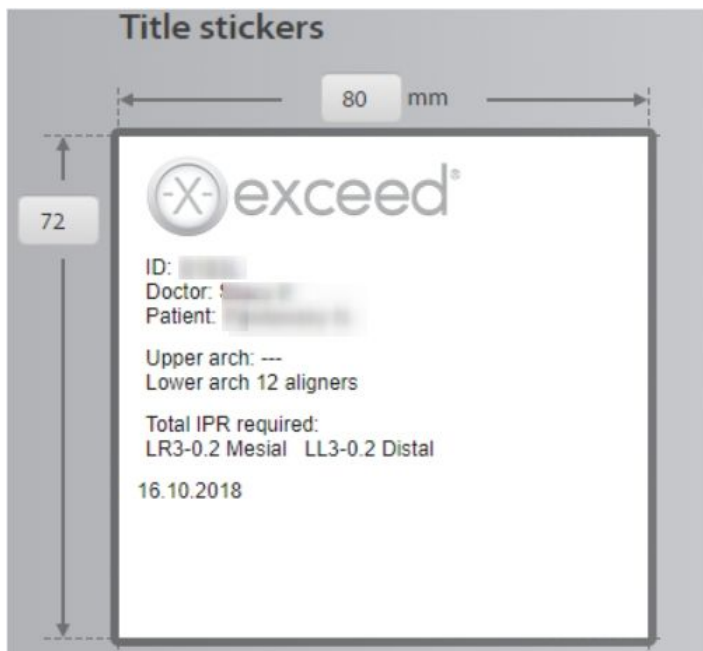 Title stickers
80 mm
72
-X- exceed®
ID:
Doctor:
Patient:
Upper arch: ---
Lower arch 12 aligners
Total IPR required:
LR3-0.2 Mesial LL3-0.2 Distal
16.10.2018